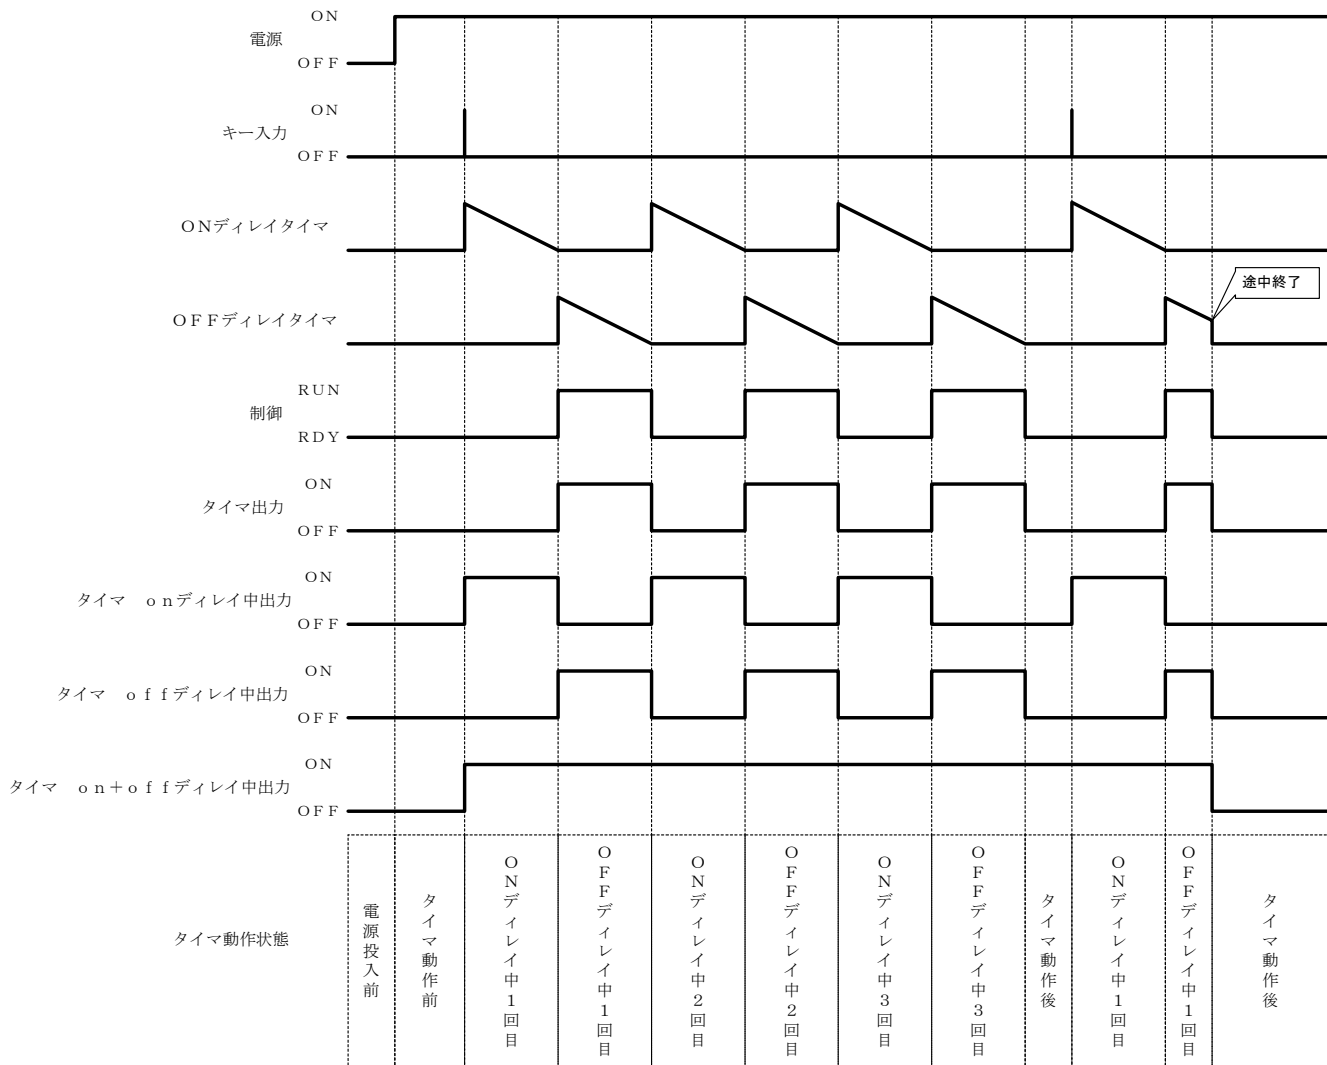 ON
電源
OFF
ON
キー入力
OFF
ONディレイタイマ
途中終了
OFFディレイタイマ
RUN
制御
RDY
ON
タイマ出力
OFF
ON
タイマ　onディレイ中出力
OFF
ON
タイマ　offディレイ中出力
OFF
ON
タイマ　on+offディレイ中出力
OFF
タイマ動作状態
電源投入前
タイマ動作前
ONディレイ中1回目
OFFディレイ中1回目
ONディレイ中2回目
OFFディレイ中2回目
ONディレイ中3回目
OFFディレイ中3回目
タイマ動作後
ONディレイ中1回目
OFFディレイ中1回目
タイマ動作後